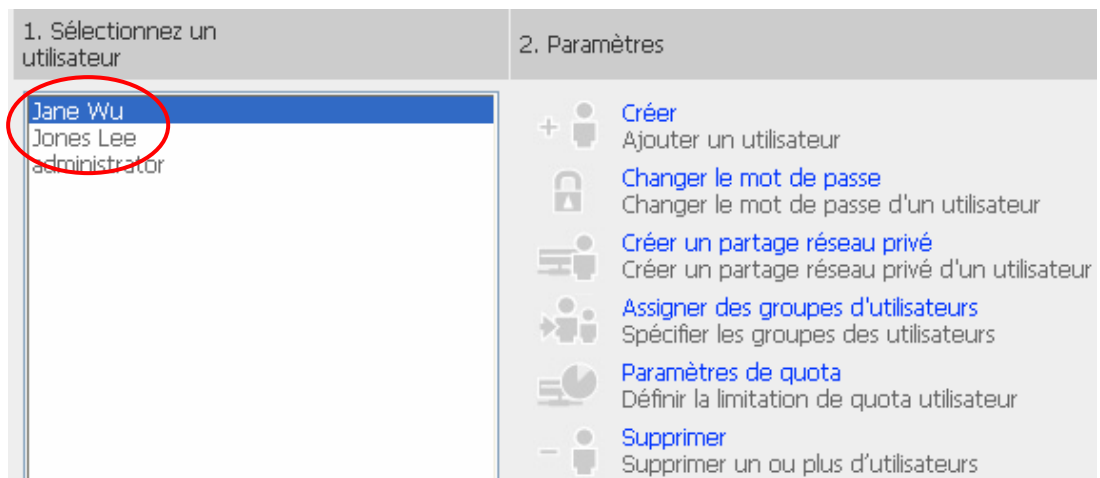 1. Sélectionnez un
utilisateur
2. Paramètres
Jane Wu
Jones Lee
administrator
Créer
Ajouter un utilisateur
Changer le mot de passe
Changer le mot de passe d'un utilisateur
Créer un partage réseau privé
Créer un partage réseau privé d'un utilisateur
Assigner des groupes d'utilisateurs
Spécifier les groupes des utilisateurs
Paramètres de quota
Définir la limitation de quota utilisateur
Supprimer
Supprimer un ou plus d’utilisateurs